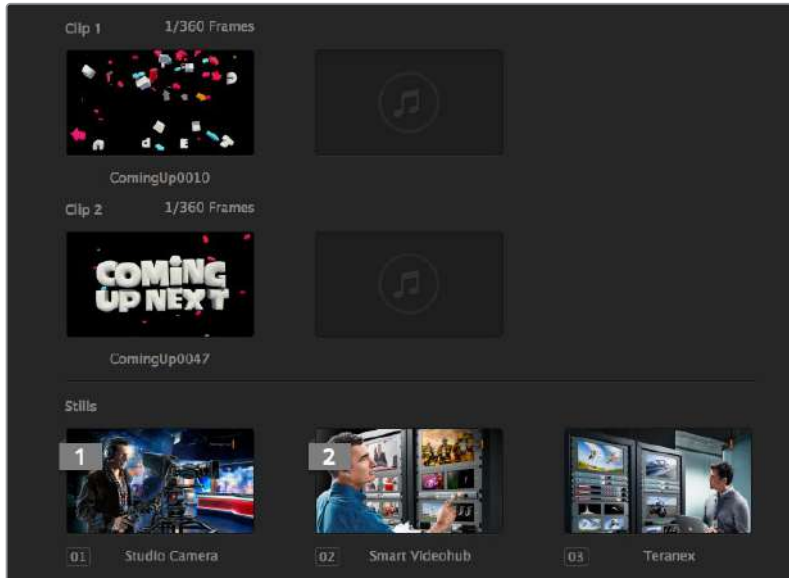 Clip 1 1/360 Frames
ComingUp0010
Clip 2 1/360 Frames
COMING
UP NEXT
ComingUp0047
Stills
1 2
01 Studio Camera 02 Smart Videohub 03 Teranex